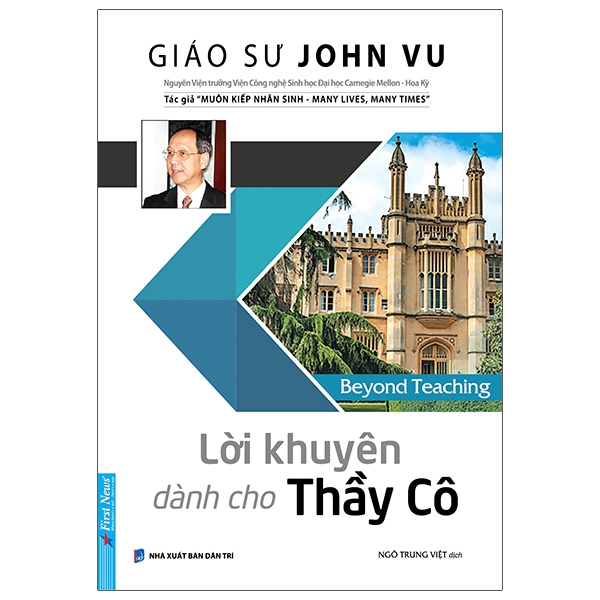 GIÁO SƯ JOHN VU
Nguyên Viện trưởng Viện Công nghệ Sinh học Đại học Carnegie Mellon - Hoa Kỳ
Tác giả "MUÔN KIẾP NHÂN SINH - MANY LIVES, MANY TIMES"
Beyond Teaching
Lời khuyên
dành cho Thầy Cô
First News
NHÀ XUẤT BẢN DÂN TRÍ
NGÔ TRUNG VIỆT dịch